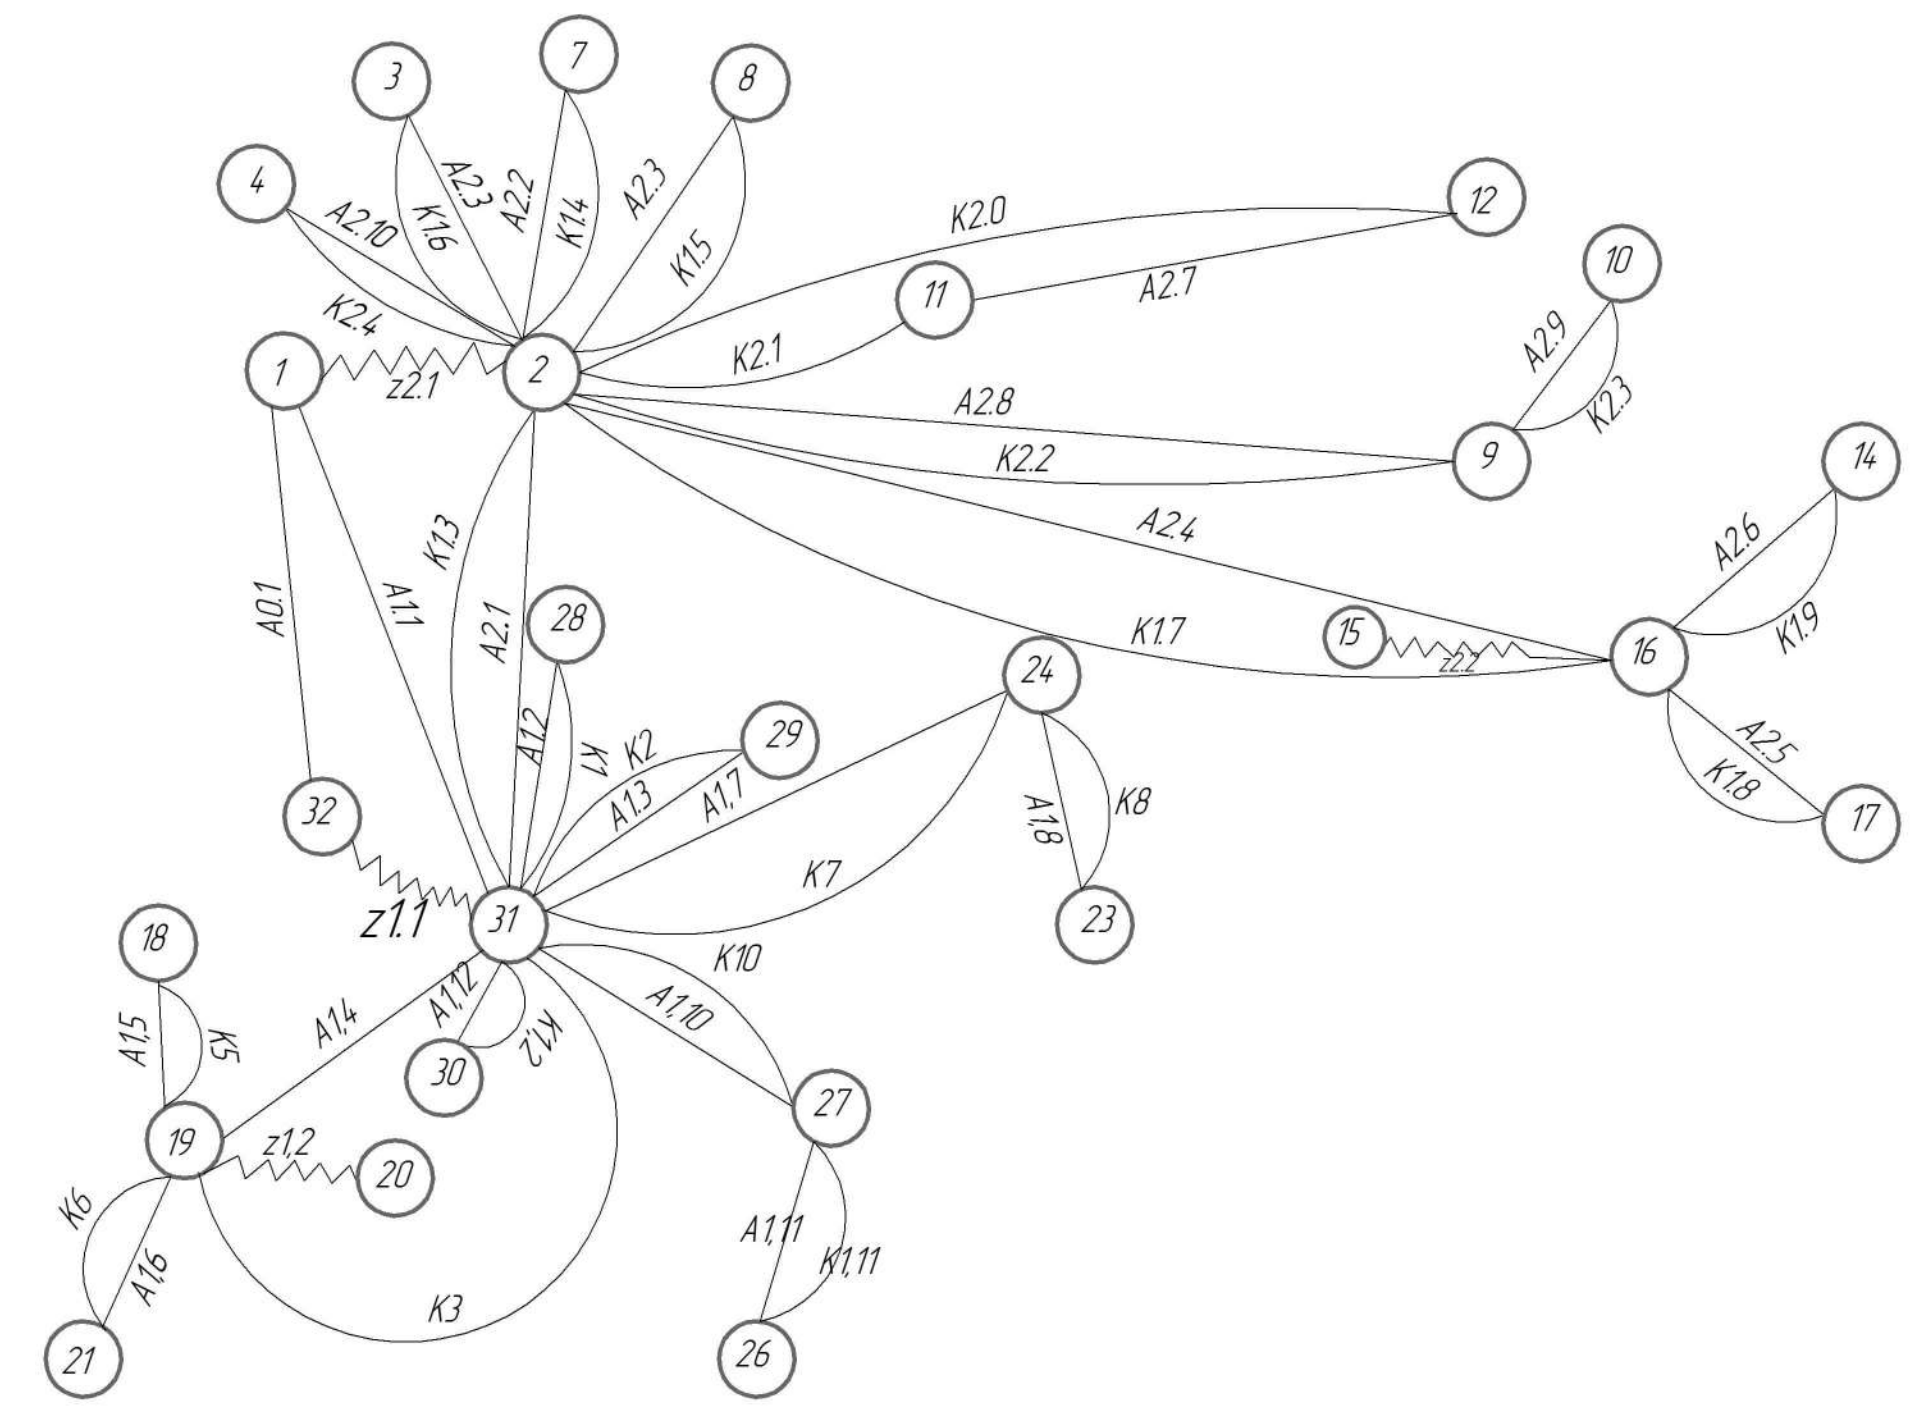 7
3
8
4
A2.3
A2.10
K1.6
A2.2
K1.4
A2.3
K1.5
K2.0
12
11
A2.7
10
K2.4
1
z2.1
2
K2.1
A2.9
K2.3
A2.8
K2.2
9
14
A2.4
A2.6
K1.9
K1.3
A0.1
A1.1
A2.1
28
K1.7
15
z2.2
16
24
A2.5
K1.8
17
A1.2
K1
K2
29
A1.3
A1,7
32
A1,8
K8
K7
z1.1
31
23
18
K10
A1,12
A1,4
A1,10
K1,2
A1,5
K5
30
27
19
z1,2
20
K6
A1,6
A1,11
K1,11
K3
21
26